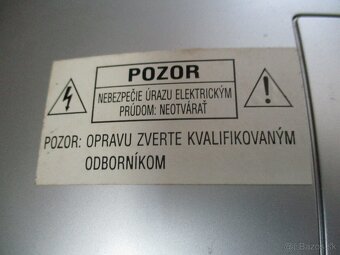 POZOR
NEBEZPEČIE ÚRAZU ELEKTRICKÝM
PRÚDOM: NEOTVÁRAŤ
POZOR: OPRAVU ZVERTE KVALIFIKOVANÝM
ODBORNÍKOM